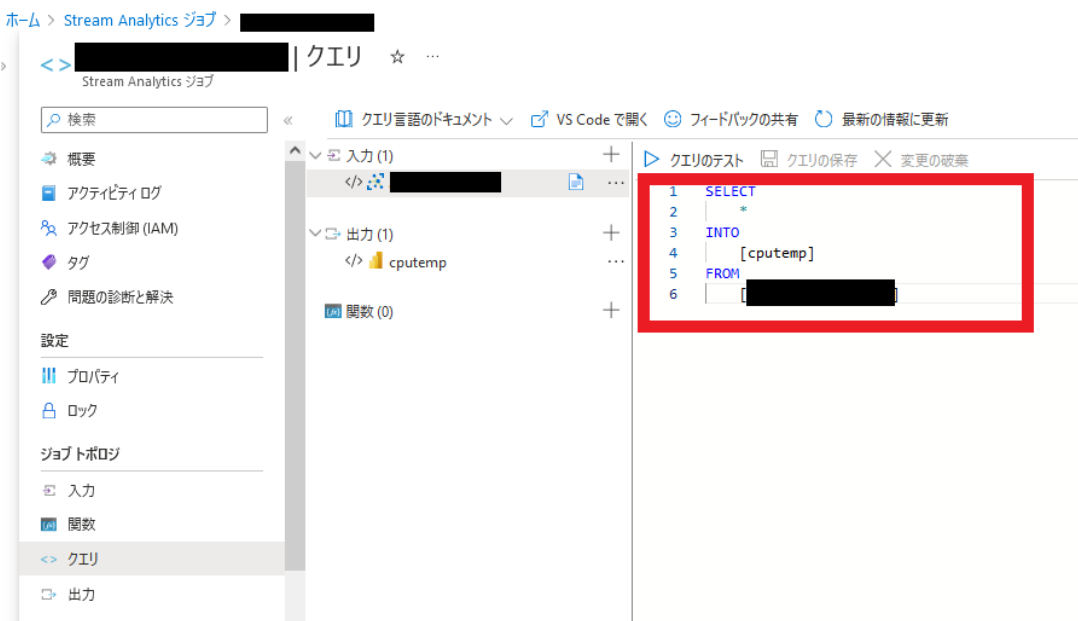 ホーム > Stream Analytics ジョブ >
| クエリ ☆ …
Stream Analytics ジョブ
検索
«
クエリ言語のドキュメント
VS Code で開く
フィードバックの共有
最新の情報に更新
概要
アクティビティ ログ
アクセス制御 (IAM)
タグ
問題の診断と解決
設定
プロパティ
ロック
ジョブ トポロジ
入力
関数
<> クエリ
出力
入力 (1)
</>
出力 (1)
</> cputemp
関数 (0)
クエリのテスト
クエリの保存
変更の破棄
1 SELECT
2 *
3 INTO
4 [cputemp]
5 FROM
6 [ ]